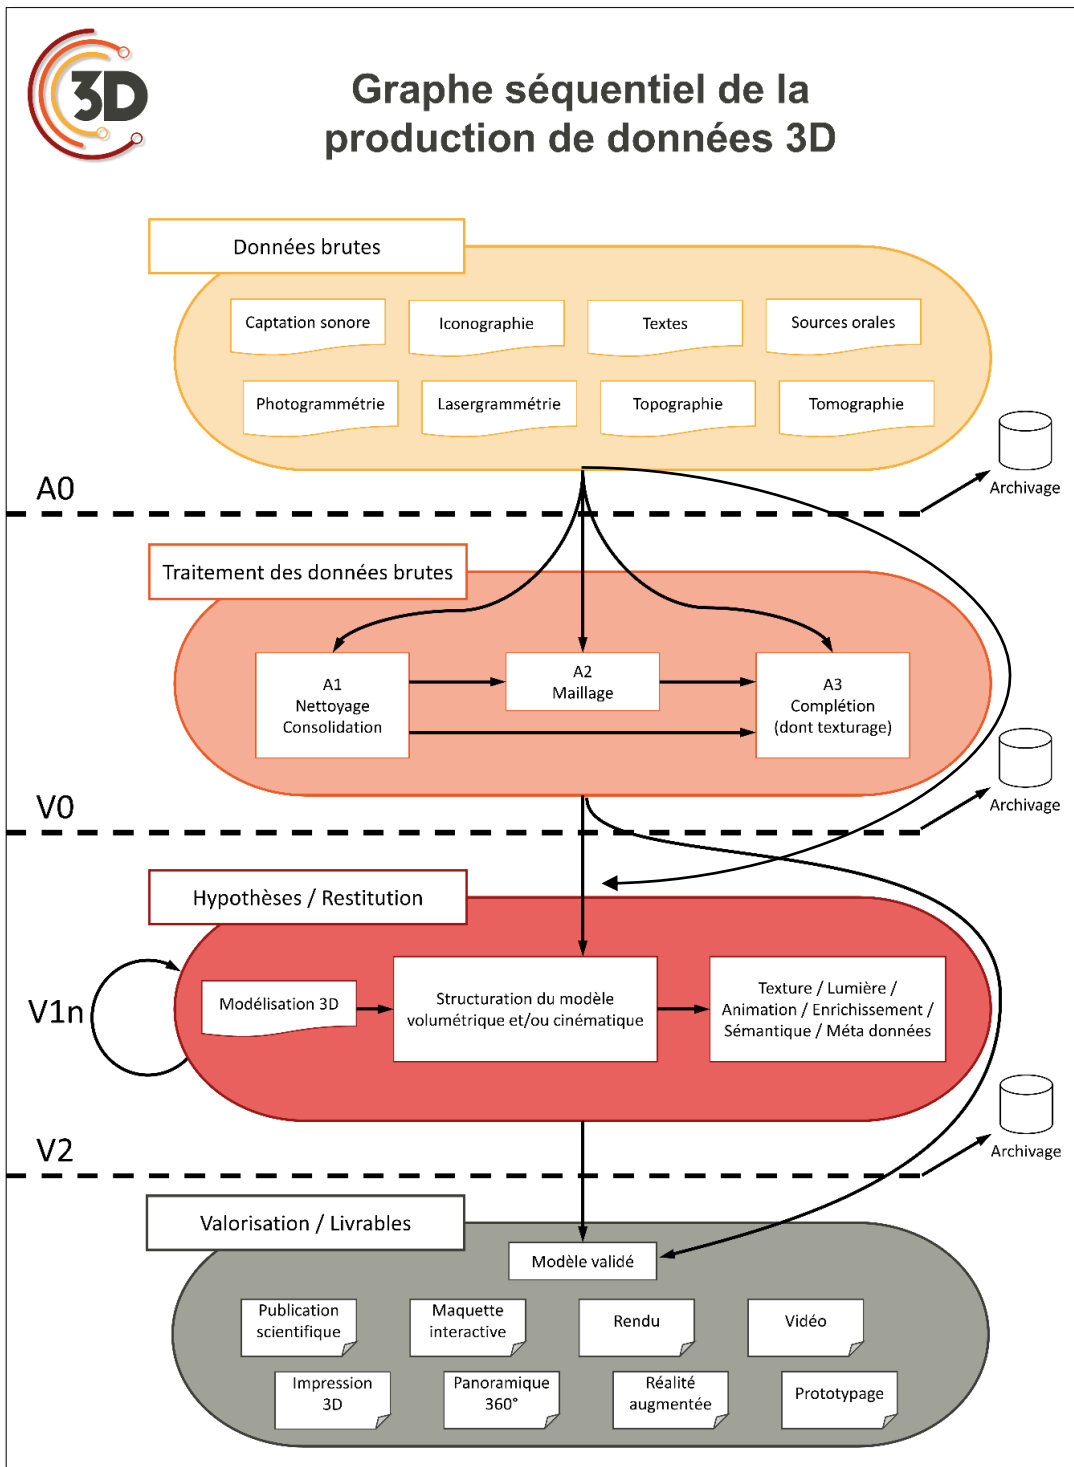 3D
Graphe séquentiel de la
production de données 3D
Données brutes
Captation sonore
Iconographie
Textes
Sources orales
Photogrammétrie
Lasergrammétrie
Topographie
Tomographie
Archivage
A0
Traitement des données brutes
A1
Nettoyage
Consolidation
A2
Maillage
A3
Complétion
(dont texturage)
Archivage
V0
Hypothèses / Restitution
V1n
Modélisation 3D
Structuration du modèle
volumétrique et/ou cinématique
Texture / Lumière /
Animation / Enrichissement /
Sémantique / Méta données
Archivage
V2
Valorisation / Livrables
Modèle validé
Publication
scientifique
Maquette
interactive
Rendu
Vidéo
Impression
3D
Panoramique
360°
Réalité
augmentée
Prototypage